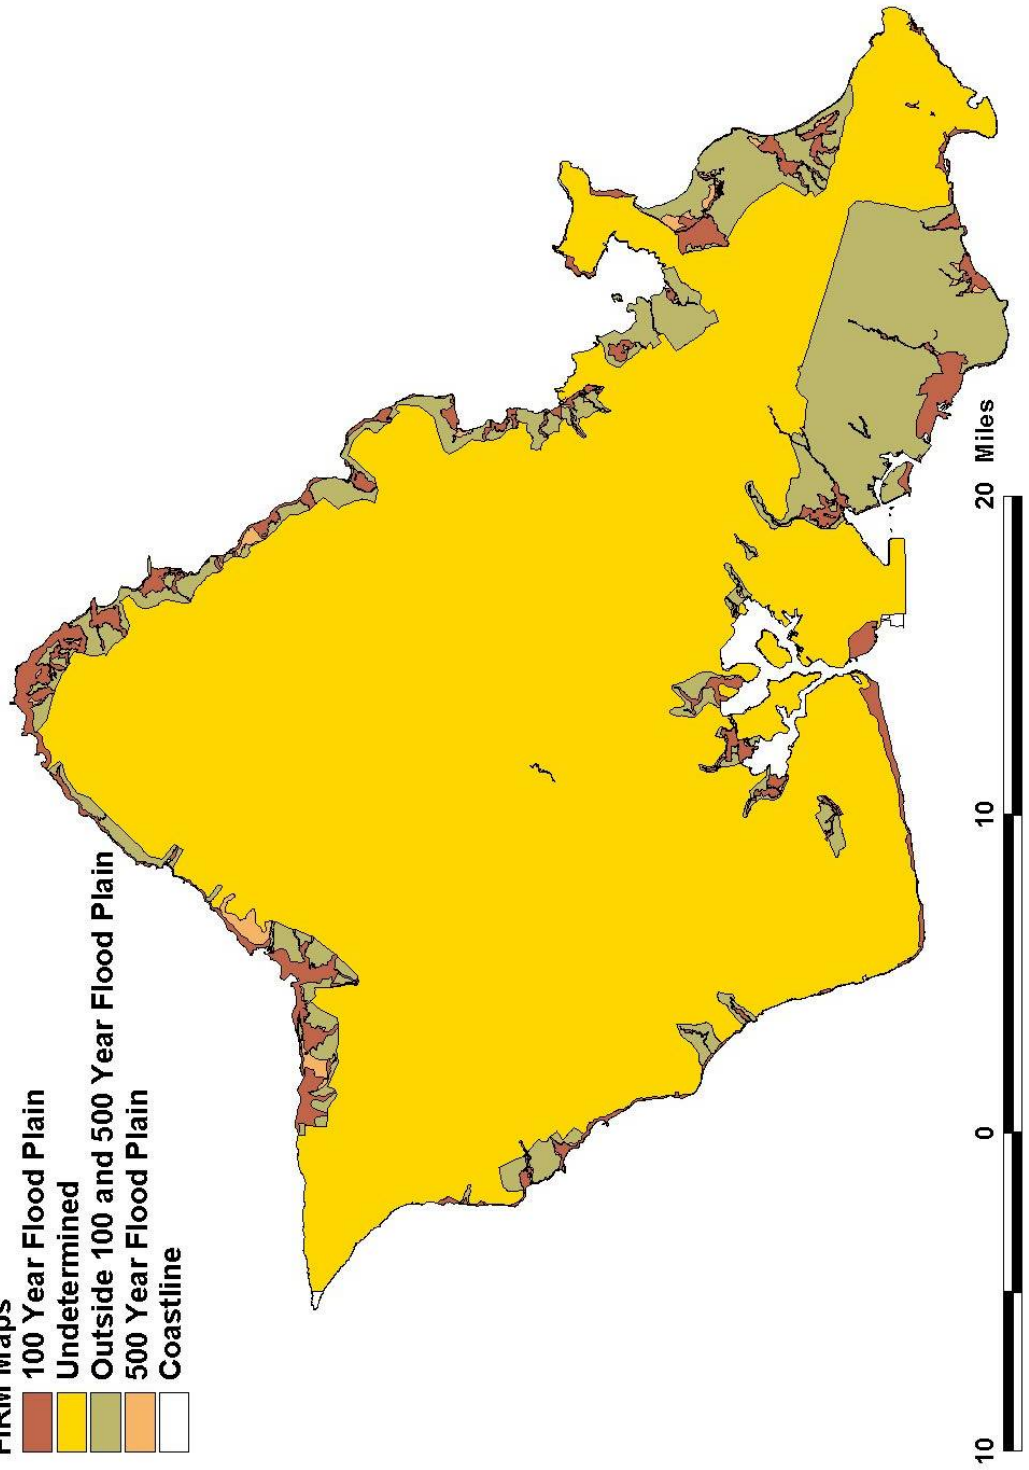 FIRM Maps
100 Year Flood Plain
Undetermined
Outside 100 and 500 Year Flood Plain
500 Year Flood Plain
Coastline
10 0 10 20 Miles